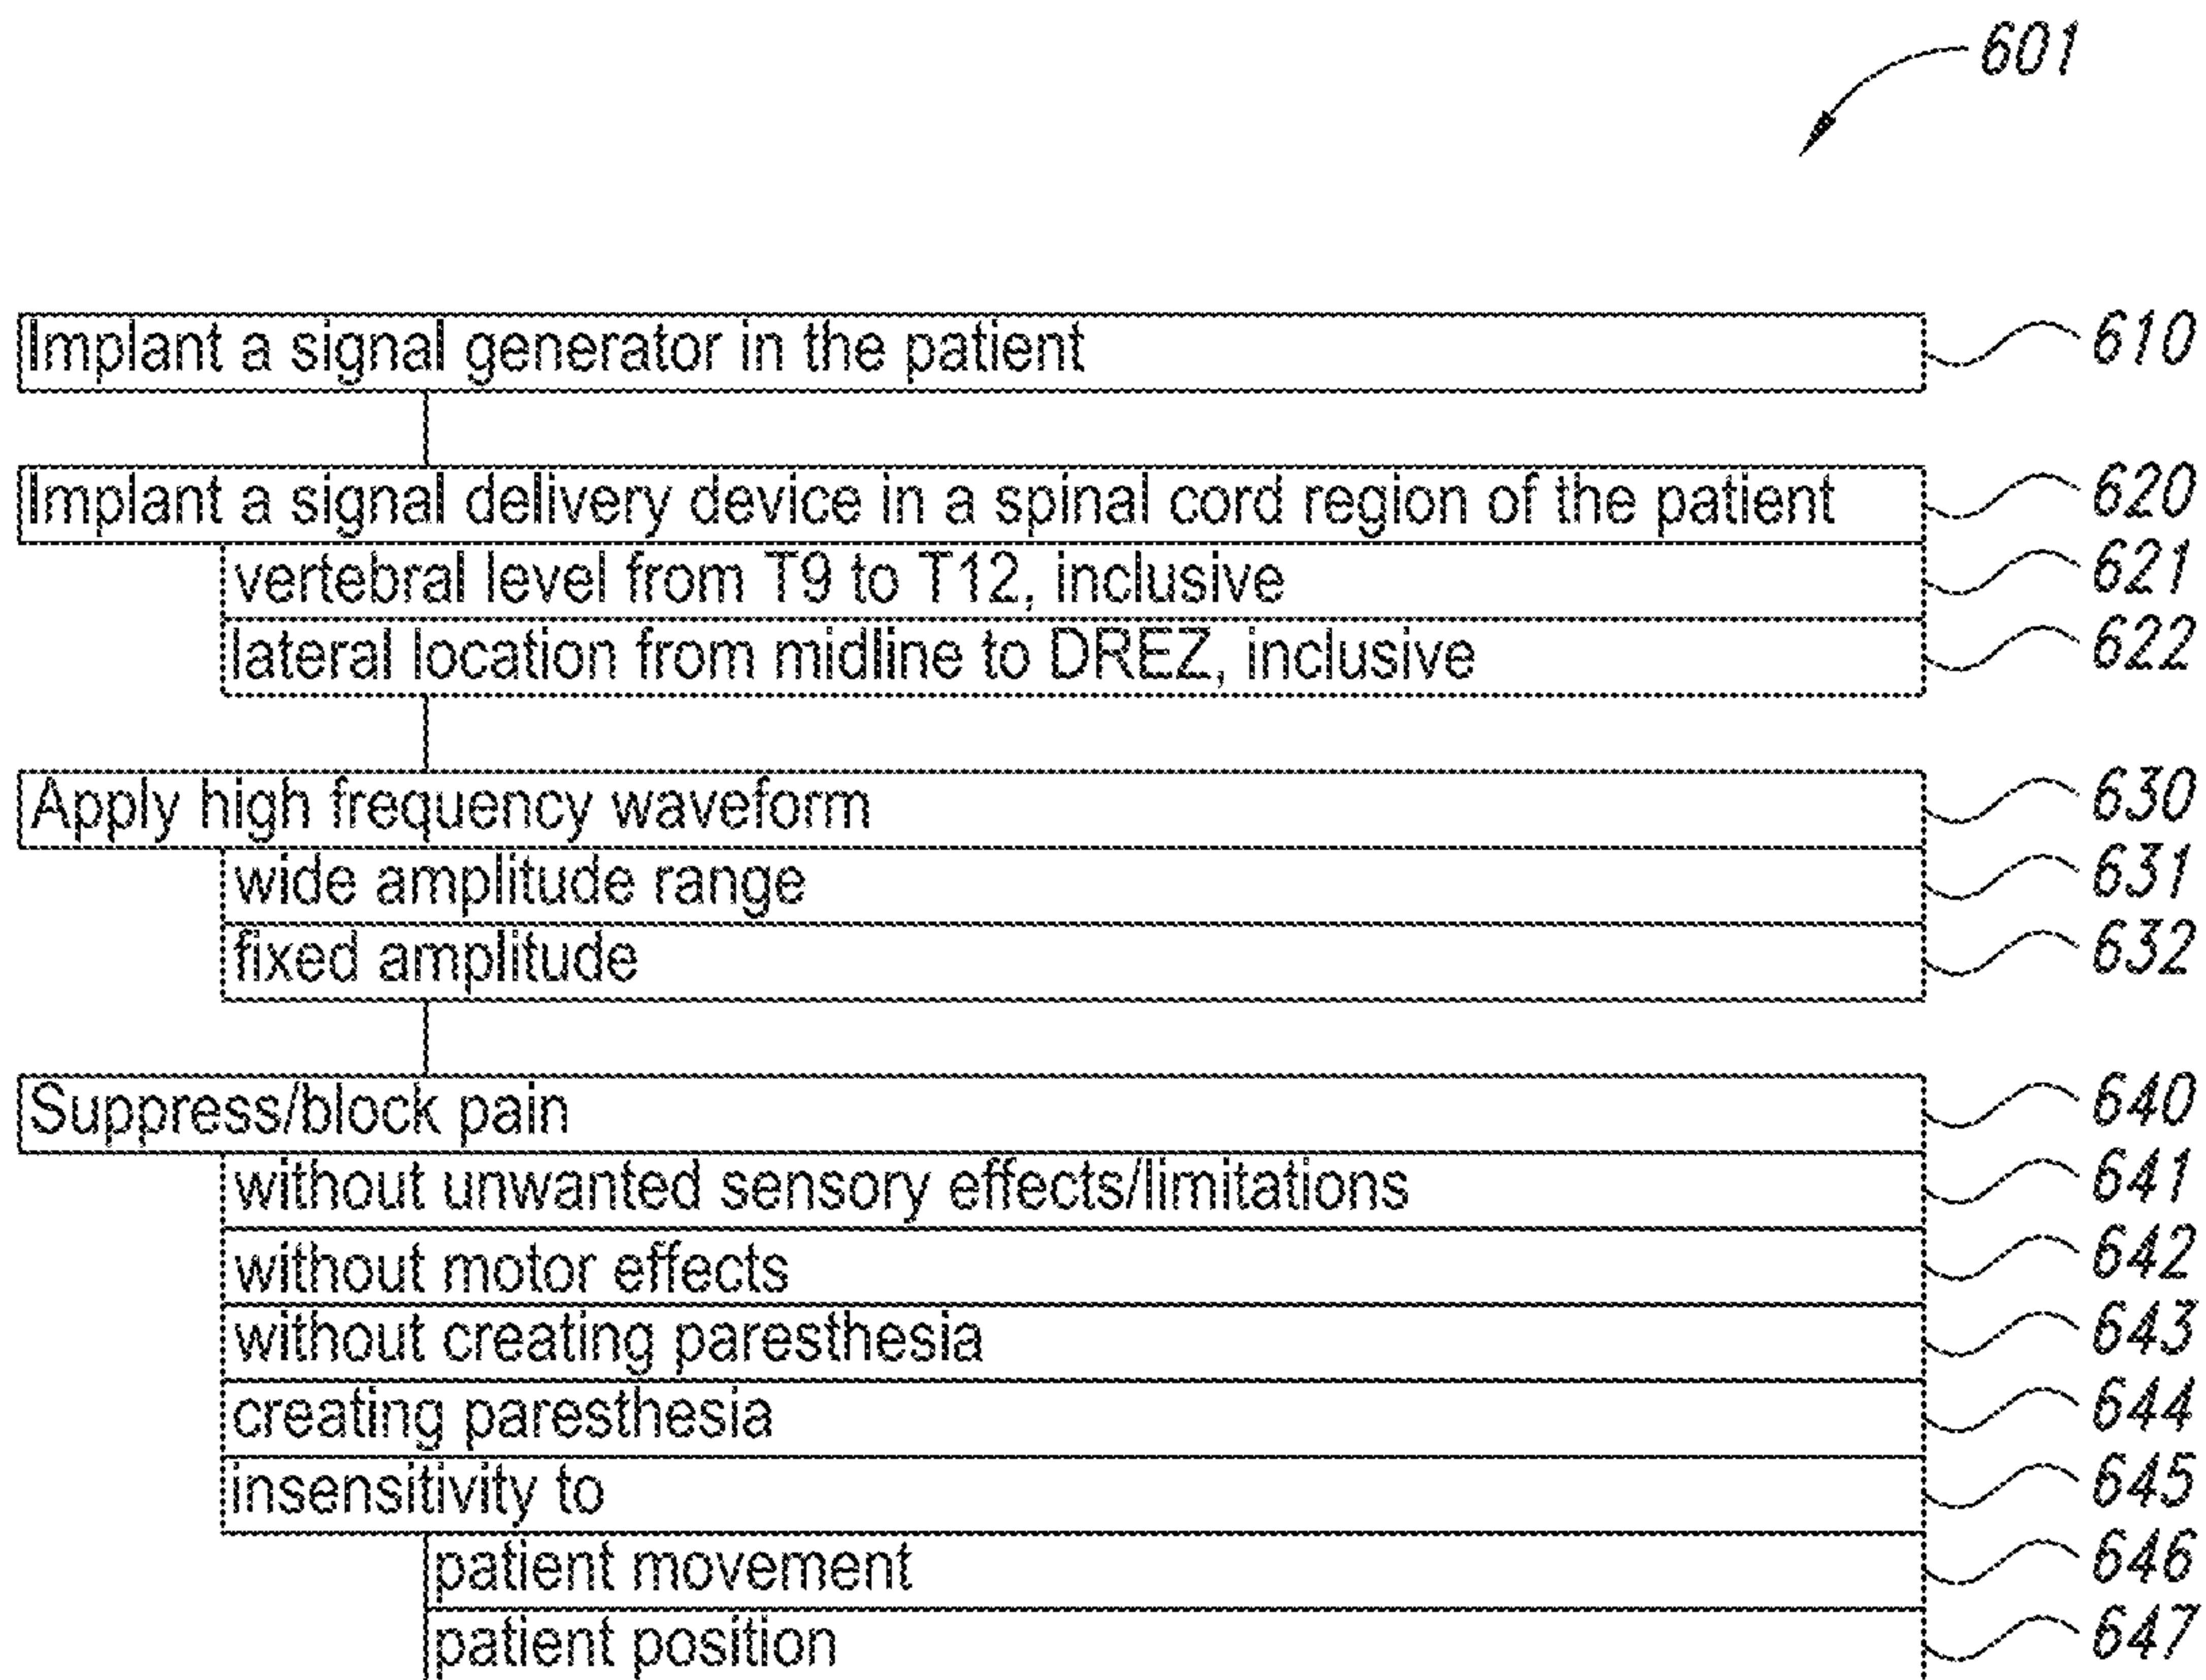 601
Implant a signal generator in the patient 610
Implant a signal delivery device in a spinal cord region of the patient 620
vertebral level from T9 to T12, inclusive 621
lateral location from midline to DREZ, inclusive 622
Apply high frequency waveform 630
wide amplitude range 631
fixed amplitude 632
Suppress/block pain 640
without unwanted sensory effects/limitations 641
without motor effects 642
without creating paresthesia 643
creating paresthesia 644
insensitivity to 645
patient movement 646
patient position 647